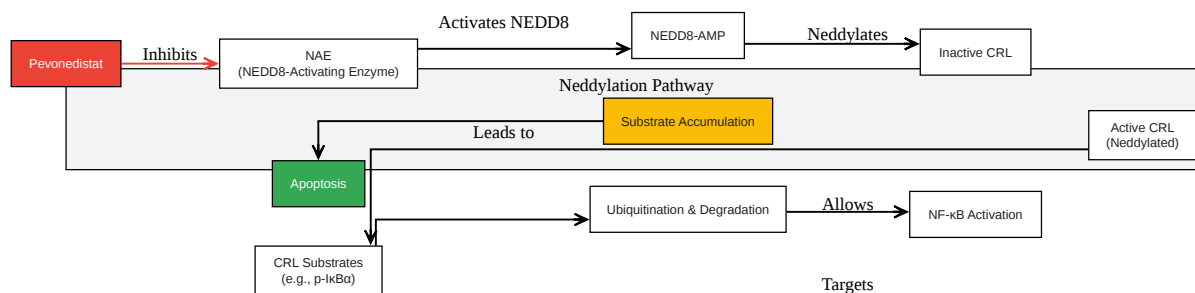 Activates NEDD8
Pevonedistat
Inhibits
NAE
(NEDD8-Activating Enzyme)
NEDD8-AMP
Neddylates
Inactive CRL
Neddylation Pathway
Substrate Accumulation
Leads to
Active CRL
(Neddylated)
Apoptosis
Ubiquitination & Degradation
Allows
NF-κB Activation
CRL Substrates
(e.g., p-IκBα)
Targets